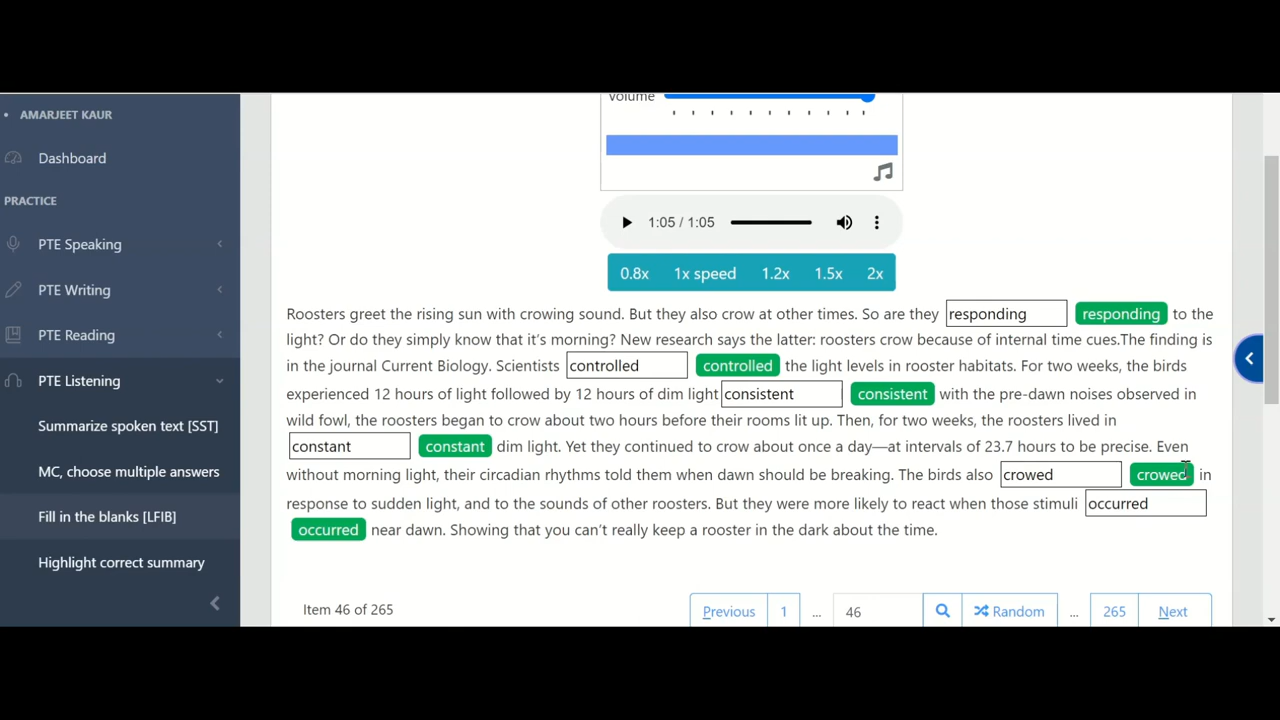 AMARJEET KAUR
Dashboard
PRACTICE
PTE Speaking
PTE Writing
PTE Reading
PTE Listening
Summarize spoken text [SST]
MC, choose multiple answers
Fill in the blanks [LFIB]
Highlight correct summary
volume
1:05 / 1:05
0.8x 1x speed 1.2x 1.5x 2x
Roosters greet the rising sun with crowing sound. But they also crow at other times. So are they responding responding to the
light? Or do they simply know that it's morning? New research says the latter: roosters crow because of internal time cues.The finding is
in the journal Current Biology. Scientists controlled controlled the light levels in rooster habitats. For two weeks, the birds
experienced 12 hours of light followed by 12 hours of dim light consistent consistent with the pre-dawn noises observed in
wild fowl, the roosters began to crow about two hours before their rooms lit up. Then, for two weeks, the roosters lived in
constant constant dim light. Yet they continued to crow about once a day—at intervals of 23.7 hours to be precise. Even
without morning light, their circadian rhythms told them when dawn should be breaking. The birds also crowed crowed in
response to sudden light, and to the sounds of other roosters. But they were more likely to react when those stimuli occurred
occurred near dawn. Showing that you can't really keep a rooster in the dark about the time.
Item 46 of 265
Previous 1 ... 46 Random ... 265 Next